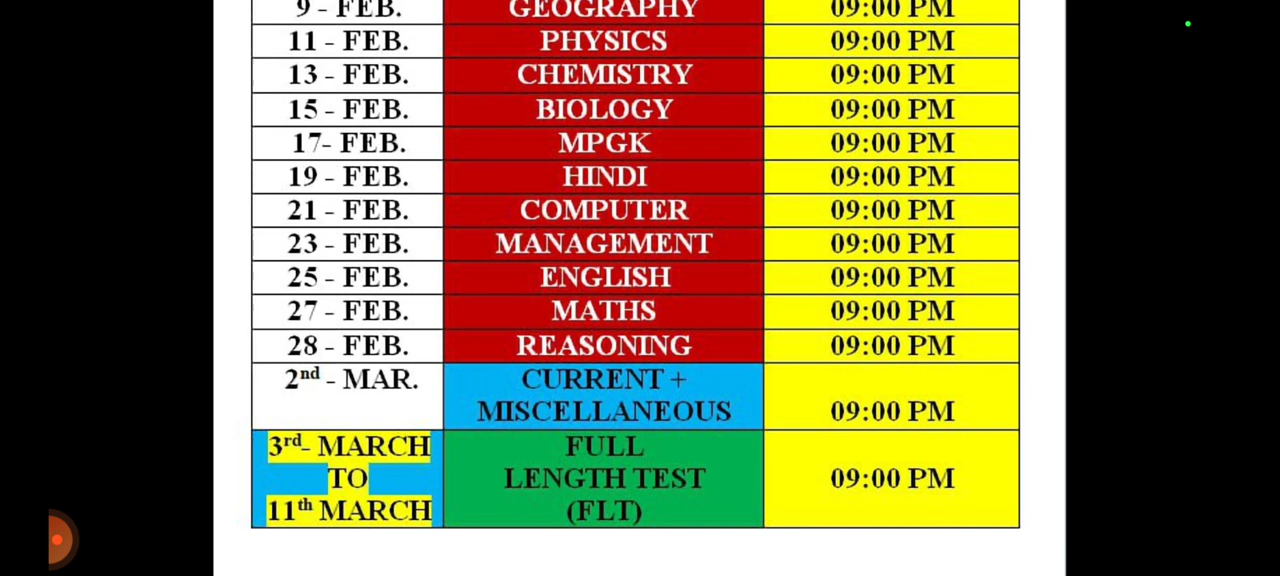 9 - FEB. GEOGRAPHY 09:00 PM
11 - FEB. PHYSICS 09:00 PM
13 - FEB. CHEMISTRY 09:00 PM
15 - FEB. BIOLOGY 09:00 PM
17- FEB. MPGK 09:00 PM
19 - FEB. HINDI 09:00 PM
21 - FEB. COMPUTER 09:00 PM
23 - FEB. MANAGEMENT 09:00 PM
25 - FEB. ENGLISH 09:00 PM
27 - FEB. MATHS 09:00 PM
28 - FEB. REASONING 09:00 PM
2nd - MAR. CURRENT +
MISCELLANEOUS 09:00 PM
3rd- MARCH FULL
TO LENGTH TEST 09:00 PM
11th MARCH (FLT)